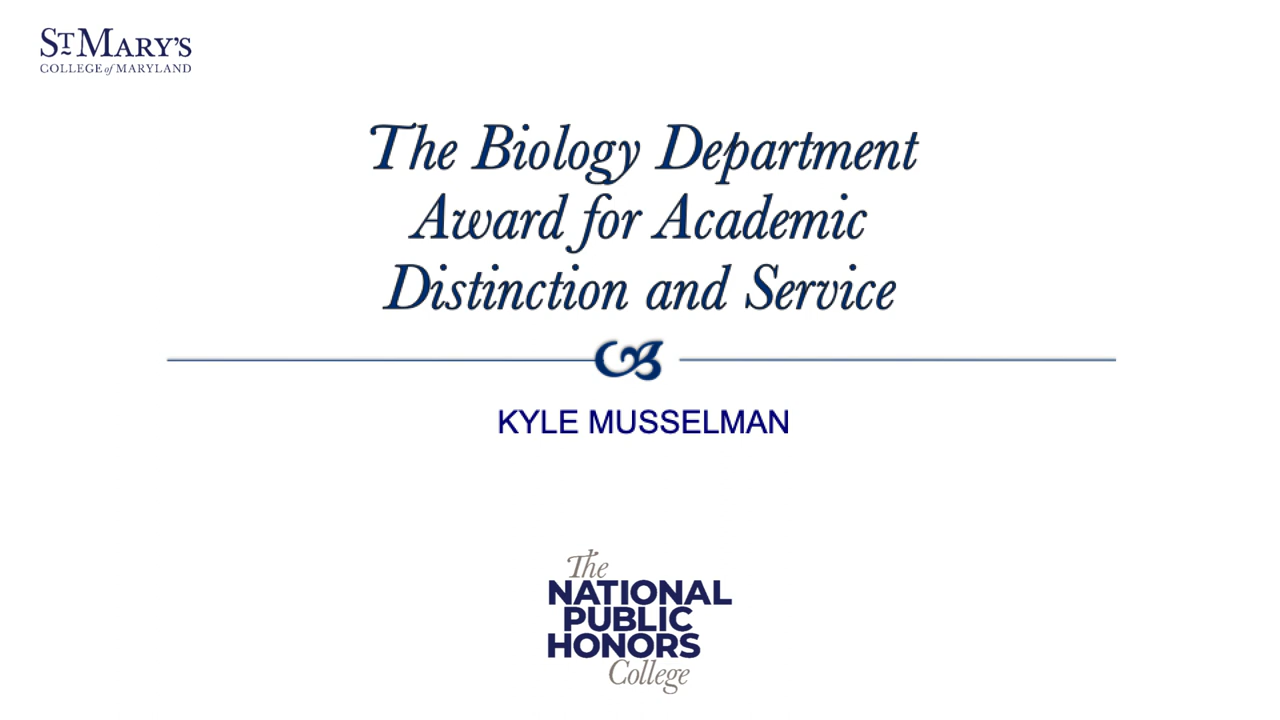 ST MARY'S
COLLEGE of MARYLAND
The Biology Department
Award for Academic
Distinction and Service
KYLE MUSSELMAN
The
NATIONAL
PUBLIC
HONORS
College